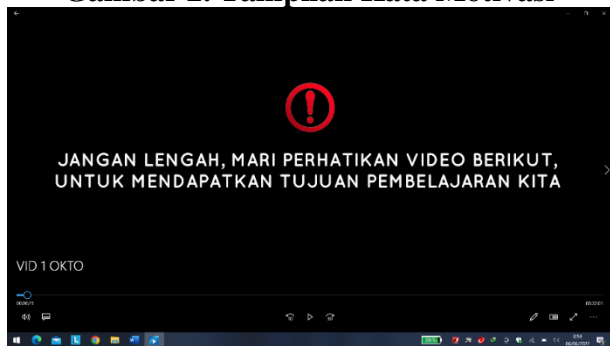 JANGAN LENGAH, MARI PERHATIKAN VIDEO BERIKUT,
UNTUK MENDAPATKAN TUJUAN PEMBELAJARAN KITA
VID 1 OKTO